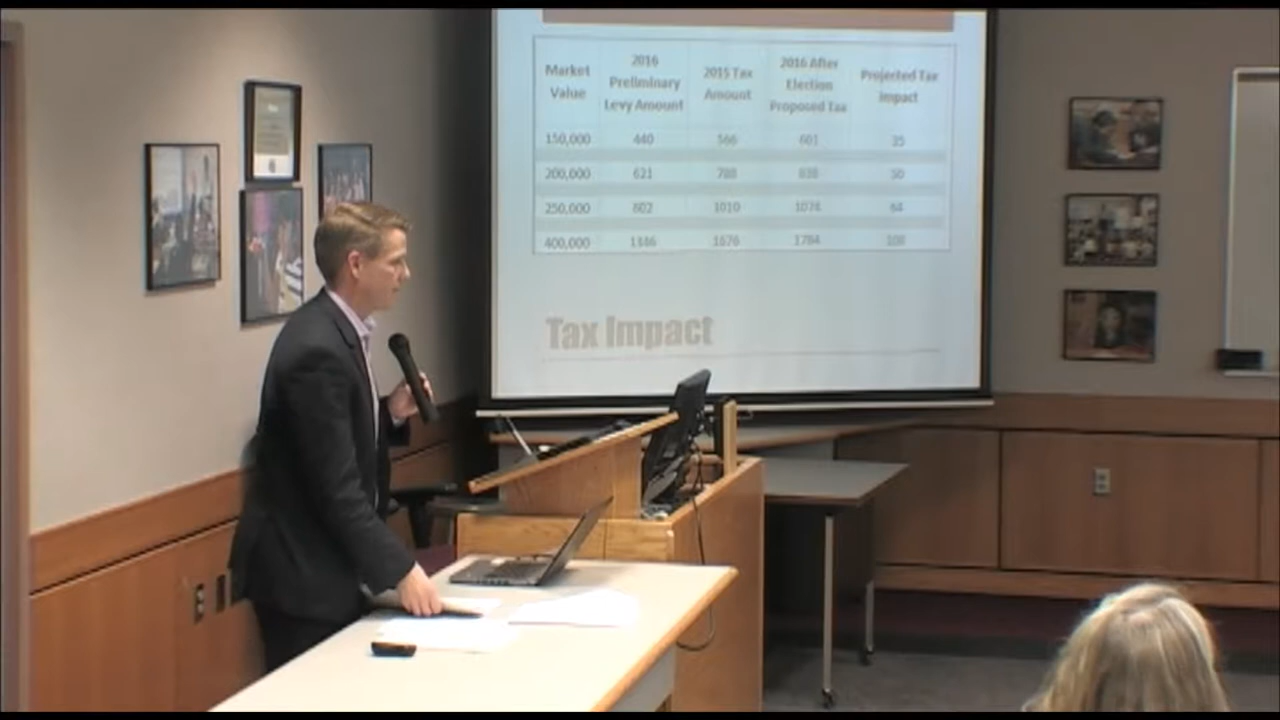 Market Value 2016 Preliminary Levy Amount 2015 Tax Amount 2016 After Election Proposed Tax Projected Tax Impact
150,000 440 566 601 35
200,000 621 788 838 50
250,000 802 1010 1074 64
400,000 1346 1676 1784 108
Tax Impact